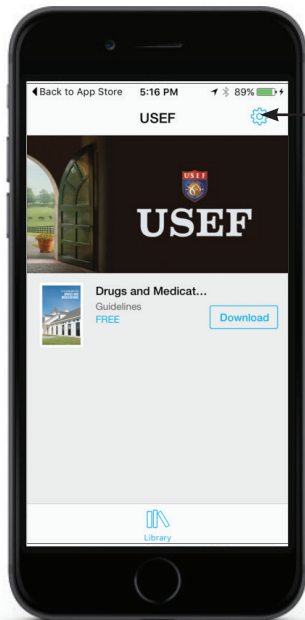 Back to App Store 5:16 PM 89%
USEF
USEF
USEF
Drugs and Medicat...
Guidelines
FREE
Download
Library